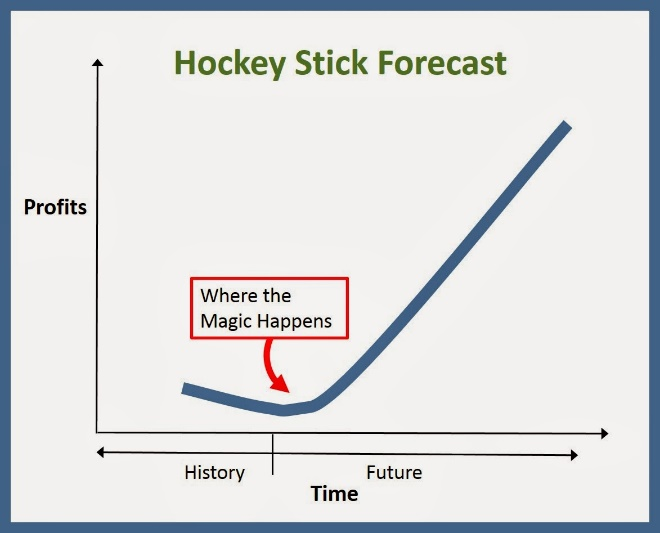 Hockey Stick Forecast
Profits
Where the
Magic Happens
History
Future
Time